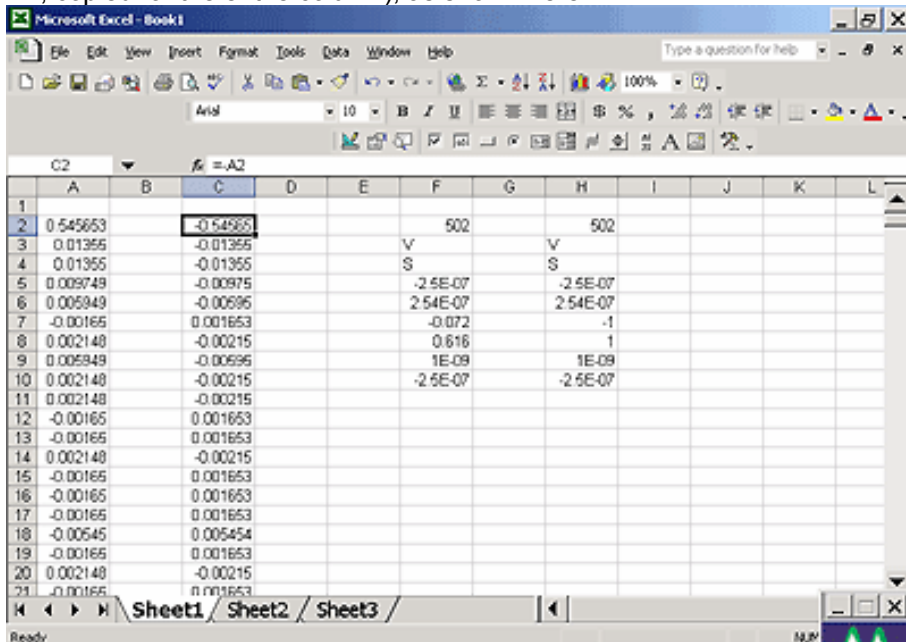 Microsoft Excel - Book1
File Edit View Insert Format Tools Data Window Help Type a question for help
100%
Arial 10 B I U $ % ,
C2 fx =-A2
A B C D E F G H I J K L
1
2 0.545653 -0.54565 502 502
3 0.01355 -0.01355 V V
4 0.01355 -0.01355 S S
5 0.009749 -0.00975 -2.5E-07 -2.5E-07
6 0.005949 -0.00595 2.54E-07 2.54E-07
7 -0.00165 0.001653 -0.072 -1
8 0.002148 -0.00215 0.616 1
9 0.005949 -0.00595 1E-09 1E-09
10 0.002148 -0.00215 -2.5E-07 -2.5E-07
11 0.002148 -0.00215
12 -0.00165 0.001653
13 -0.00165 0.001653
14 0.002148 -0.00215
15 -0.00165 0.001653
16 -0.00165 0.001653
17 -0.00165 0.001653
18 -0.00545 0.005454
19 -0.00165 0.001653
20 0.002148 -0.00215
21 -0.00165 0.001653
Sheet1 Sheet2 Sheet3
Ready NUM